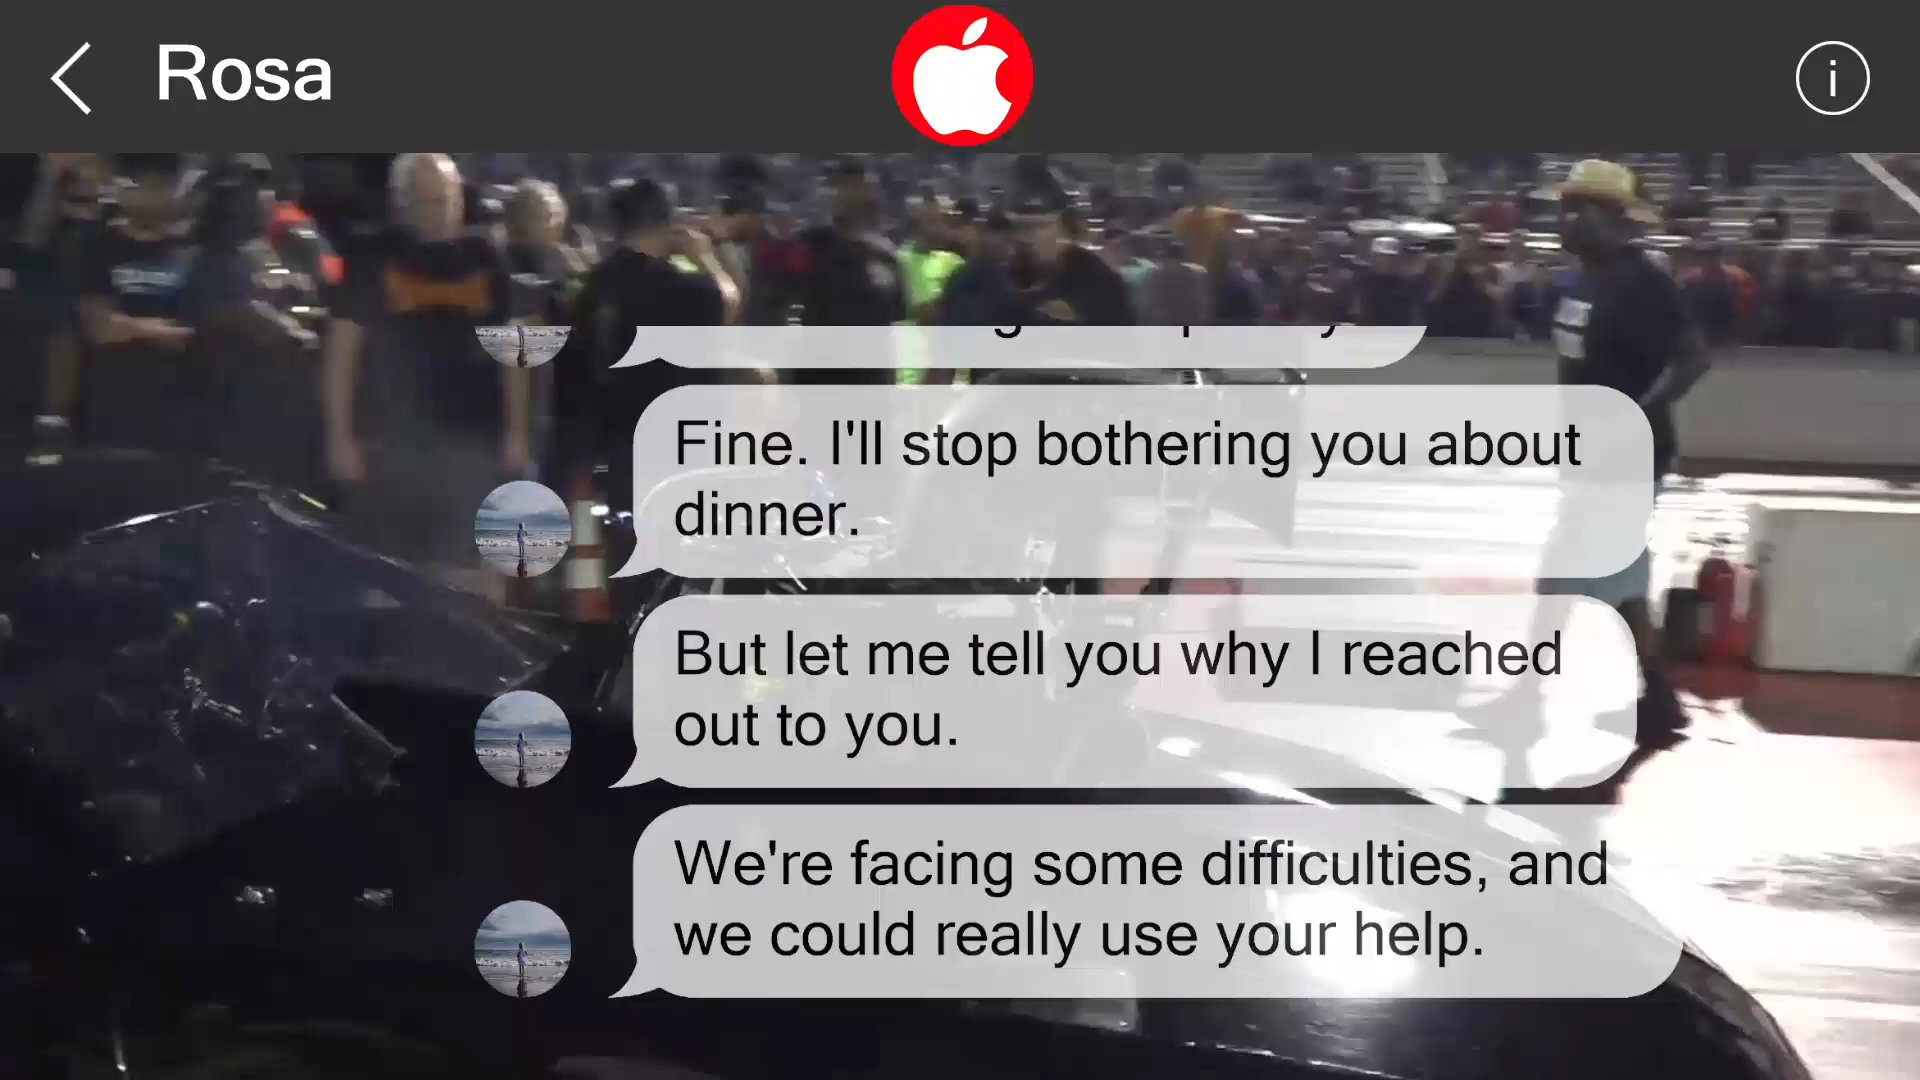 Rosa
Fine. I'll stop bothering you about
dinner.
But let me tell you why I reached
out to you.
We're facing some difficulties, and
we could really use your help.